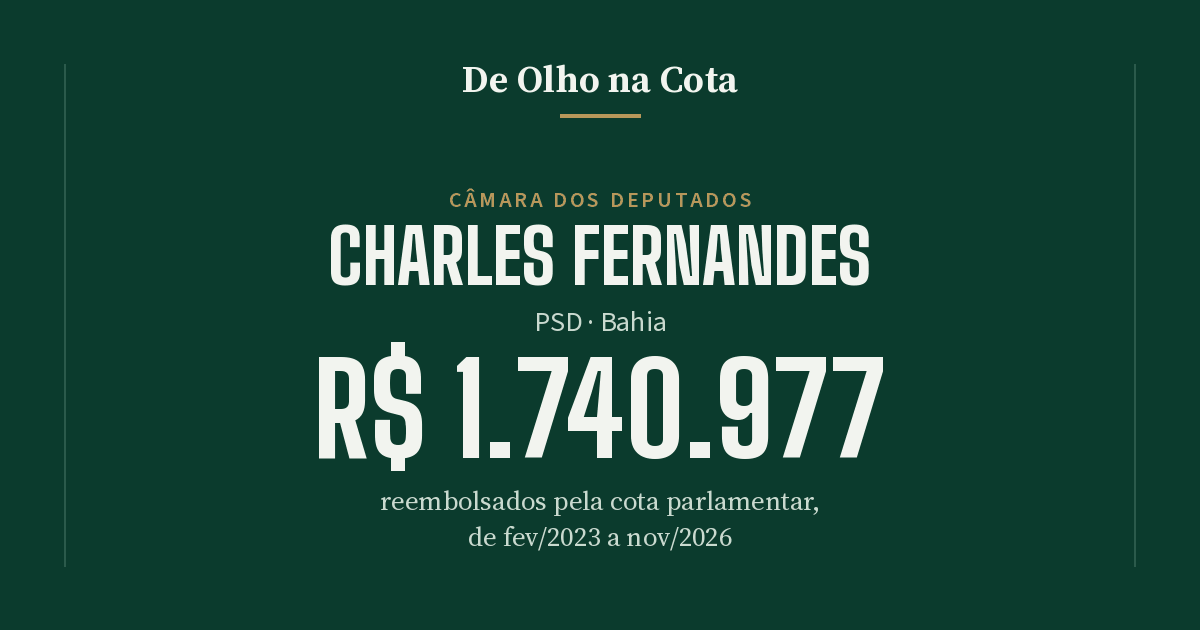 De Olho na Cota
CÂMARA DOS DEPUTADOS
CHARLES FERNANDES
PSD · Bahia
R$ 1.740.977
reembolsados pela cota parlamentar,
de fev/2023 a nov/2026